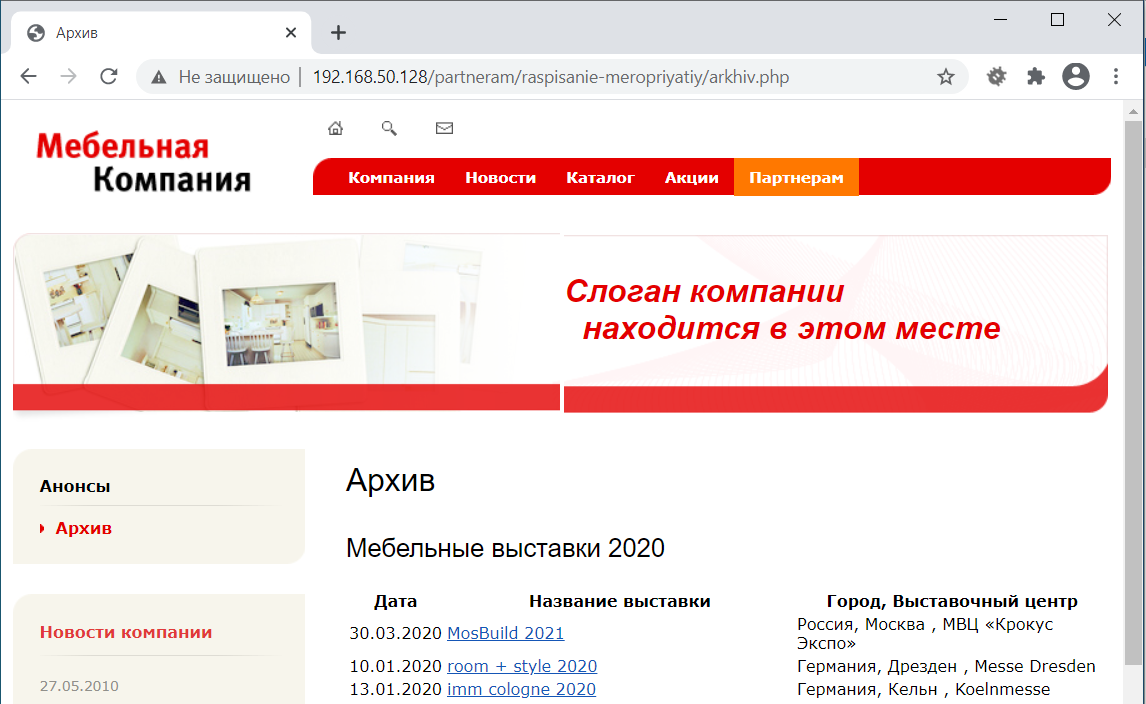 Архив
Не защищено | 192.168.50.128/partneram/raspisanie-meropriyatiy/arkhiv.php
Мебельная
Компания
Компания Новости Каталог Акции Партнерам
Слоган компании
находится в этом месте
Анонсы
Архив
Новости компании
27.05.2010
Архив
Мебельные выставки 2020
Дата Название выставки Город, Выставочный центр
30.03.2020 MosBuild 2021 Россия, Москва , МВЦ «Крокус
Экспо»
10.01.2020 room + style 2020 Германия, Дрезден , Messe Dresden
13.01.2020 imm cologne 2020 Германия, Кельн , Koelnmesse